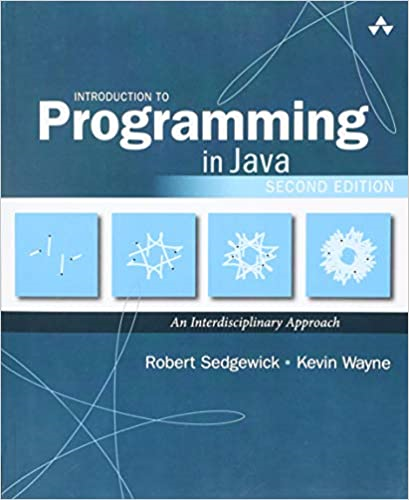 INTRODUCTION TO
Programming
in Java
SECOND EDITION
An Interdisciplinary Approach
Robert Sedgewick • Kevin Wayne